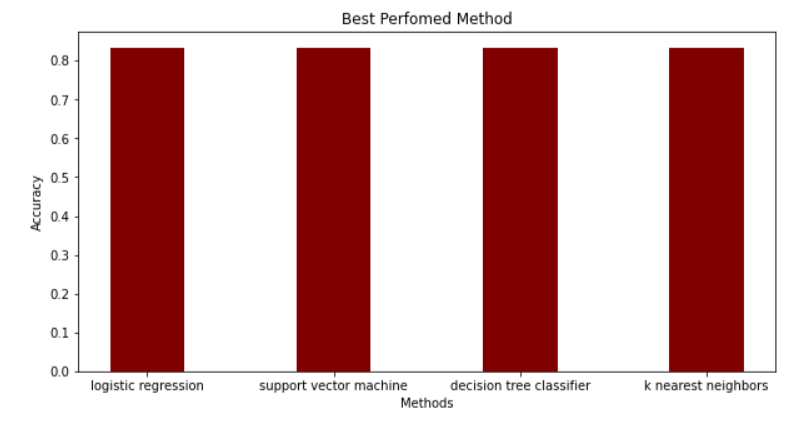 Best Perfomed Method
Accuracy
0.8
0.7
0.6
0.5
0.4
0.3
0.2
0.1
0.0
logistic regression
support vector machine
decision tree classifier
k nearest neighbors
Methods